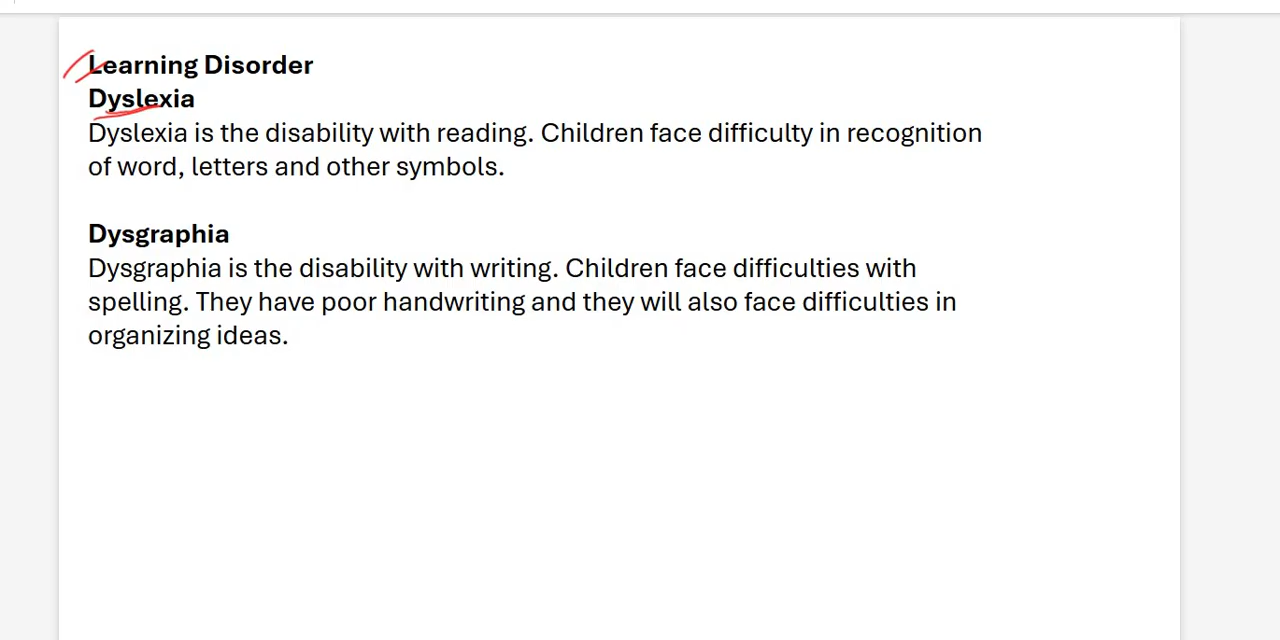 Learning Disorder
Dyslexia
Dyslexia is the disability with reading. Children face difficulty in recognition
of word, letters and other symbols.
Dysgraphia
Dysgraphia is the disability with writing. Children face difficulties with
spelling. They have poor handwriting and they will also face difficulties in
organizing ideas.